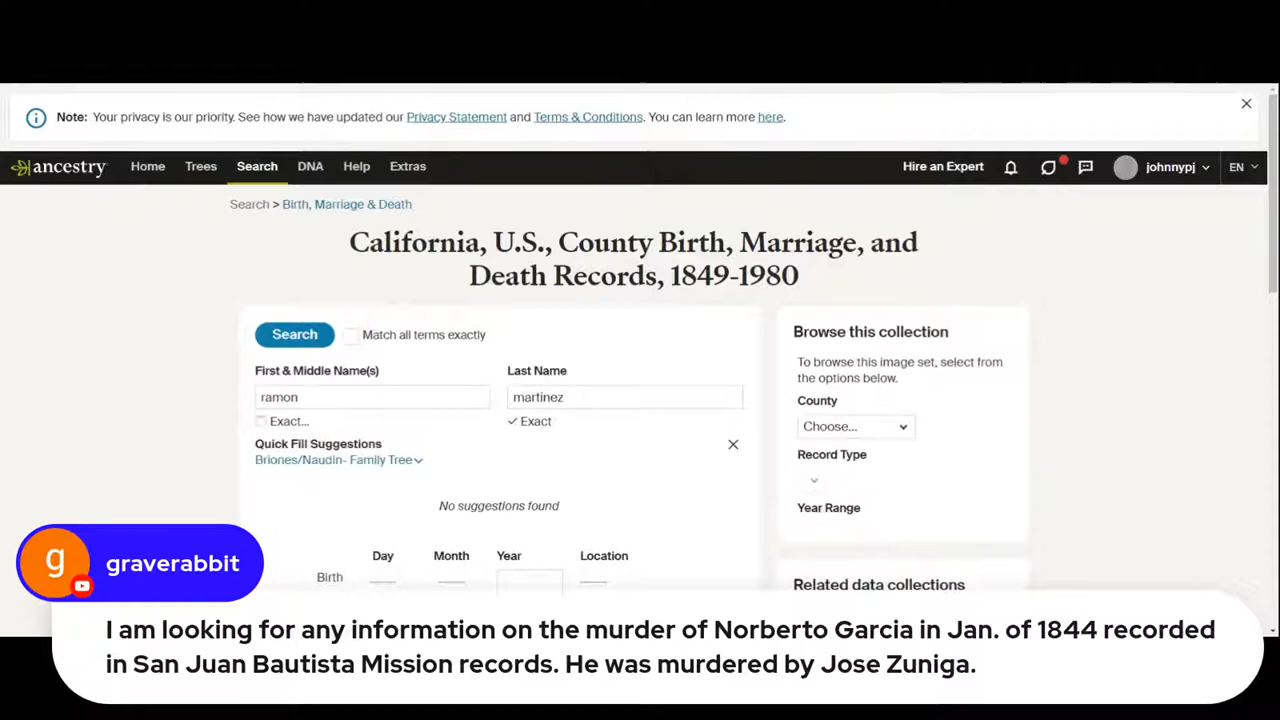 Note: Your privacy is our priority. See how we have updated our Privacy Statement and Terms & Conditions. You can learn more here.
ancestry Home Trees Search DNA Help Extras Hire an Expert johnnypj EN
Search > Birth, Marriage & Death
California, U.S., County Birth, Marriage, and
Death Records, 1849-1980
Search Match all terms exactly
First & Middle Name(s) Last Name
ramon martinez
Exact... Exact
Quick Fill Suggestions
Briones/Naudin- Family Tree
No suggestions found
Day Month Year Location
Birth
Browse this collection
To browse this image set, select from
the options below.
County
Choose...
Record Type
Year Range
Related data collections
g graverabbit
I am looking for any information on the murder of Norberto Garcia in Jan. of 1844 recorded
in San Juan Bautista Mission records. He was murdered by Jose Zuniga.